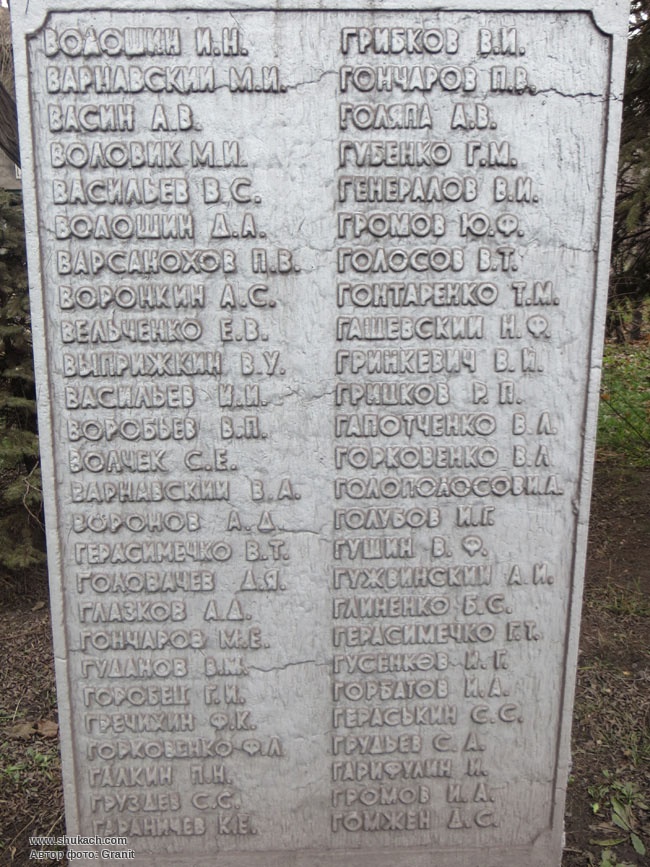 ВОЛОШИН И.Н.
ВАРНАВСКИЙ М.И.
ВАСИН А.В.
ВОЛОВИК М.И.
ВАСИЛЬЕВ В.С.
ВОЛОШИН Д.А.
ВАРСАНОХОВ П.В.
ВОРОНКИН А.С.
ВЕЛЬЧЕНКО Е.В.
ВЫПРИЖКИН В.У.
ВАСИЛЬЕВ И.И.
ВОРОБЬЕВ В.П.
ВОЛЧЕК С.Е.
ВАРНАВСКИЙ В.А.
ВОРОНОВ А.Д.
ГЕРАСИМЕЧКО В.Т.
ГОЛОВАЧЕВ Д.Я.
ГЛАЗКОВ А.Д.
ГОНЧАРОВ М.Е.
ГУДАНОВ В.И.
ГОРОБЕЦ Г.И.
ГРЕЧИХИН Ф.К.
ГОРКОВЕНКО Ф.Л
ГАЛКИН П.Н.
ГРУЗДЕВ С.С.
ГАРАНИЧЕВ К.Е.
ГРИБКОВ В.И.
ГОНЧАРОВ П.В.
ГОЛЯПА А.В.
ГУБЕНКО Г.М.
ГЕНЕРАЛОВ В.И.
ГРОМОВ Ю.Ф.
ГОЛОСОВ В.Т.
ГОНТАРЕНКО Т.М.
ГАШЕВСКИЙ Н.Ф.
ГРИНКЕВИЧ В.И.
ГРИЦКОВ Р.П.
ГАПОТЧЕНКО В.Л.
ГОРКОВЕНКО В.Л
ГОЛОПОЛОСОВ И.А.
ГОЛУБОВ И.Г.
ГУЩИН В.Ф.
ГУЖВИНСКИЙ А.И.
ГЛИНЕНКО Б.С.
ГЕРАСИМЕЧКО Г.Т.
ГУСЕНКОВ И.Г.
ГОРБАТОВ И.А.
ГЕРАСЬКИН С.С.
ГРУДЬЕВ С.А.
ГАРИФУЛИН И.
ГРОМОВ И.А.
ГОМЖЕН Д.С.
www.shukach.com
Автор фото: Granit